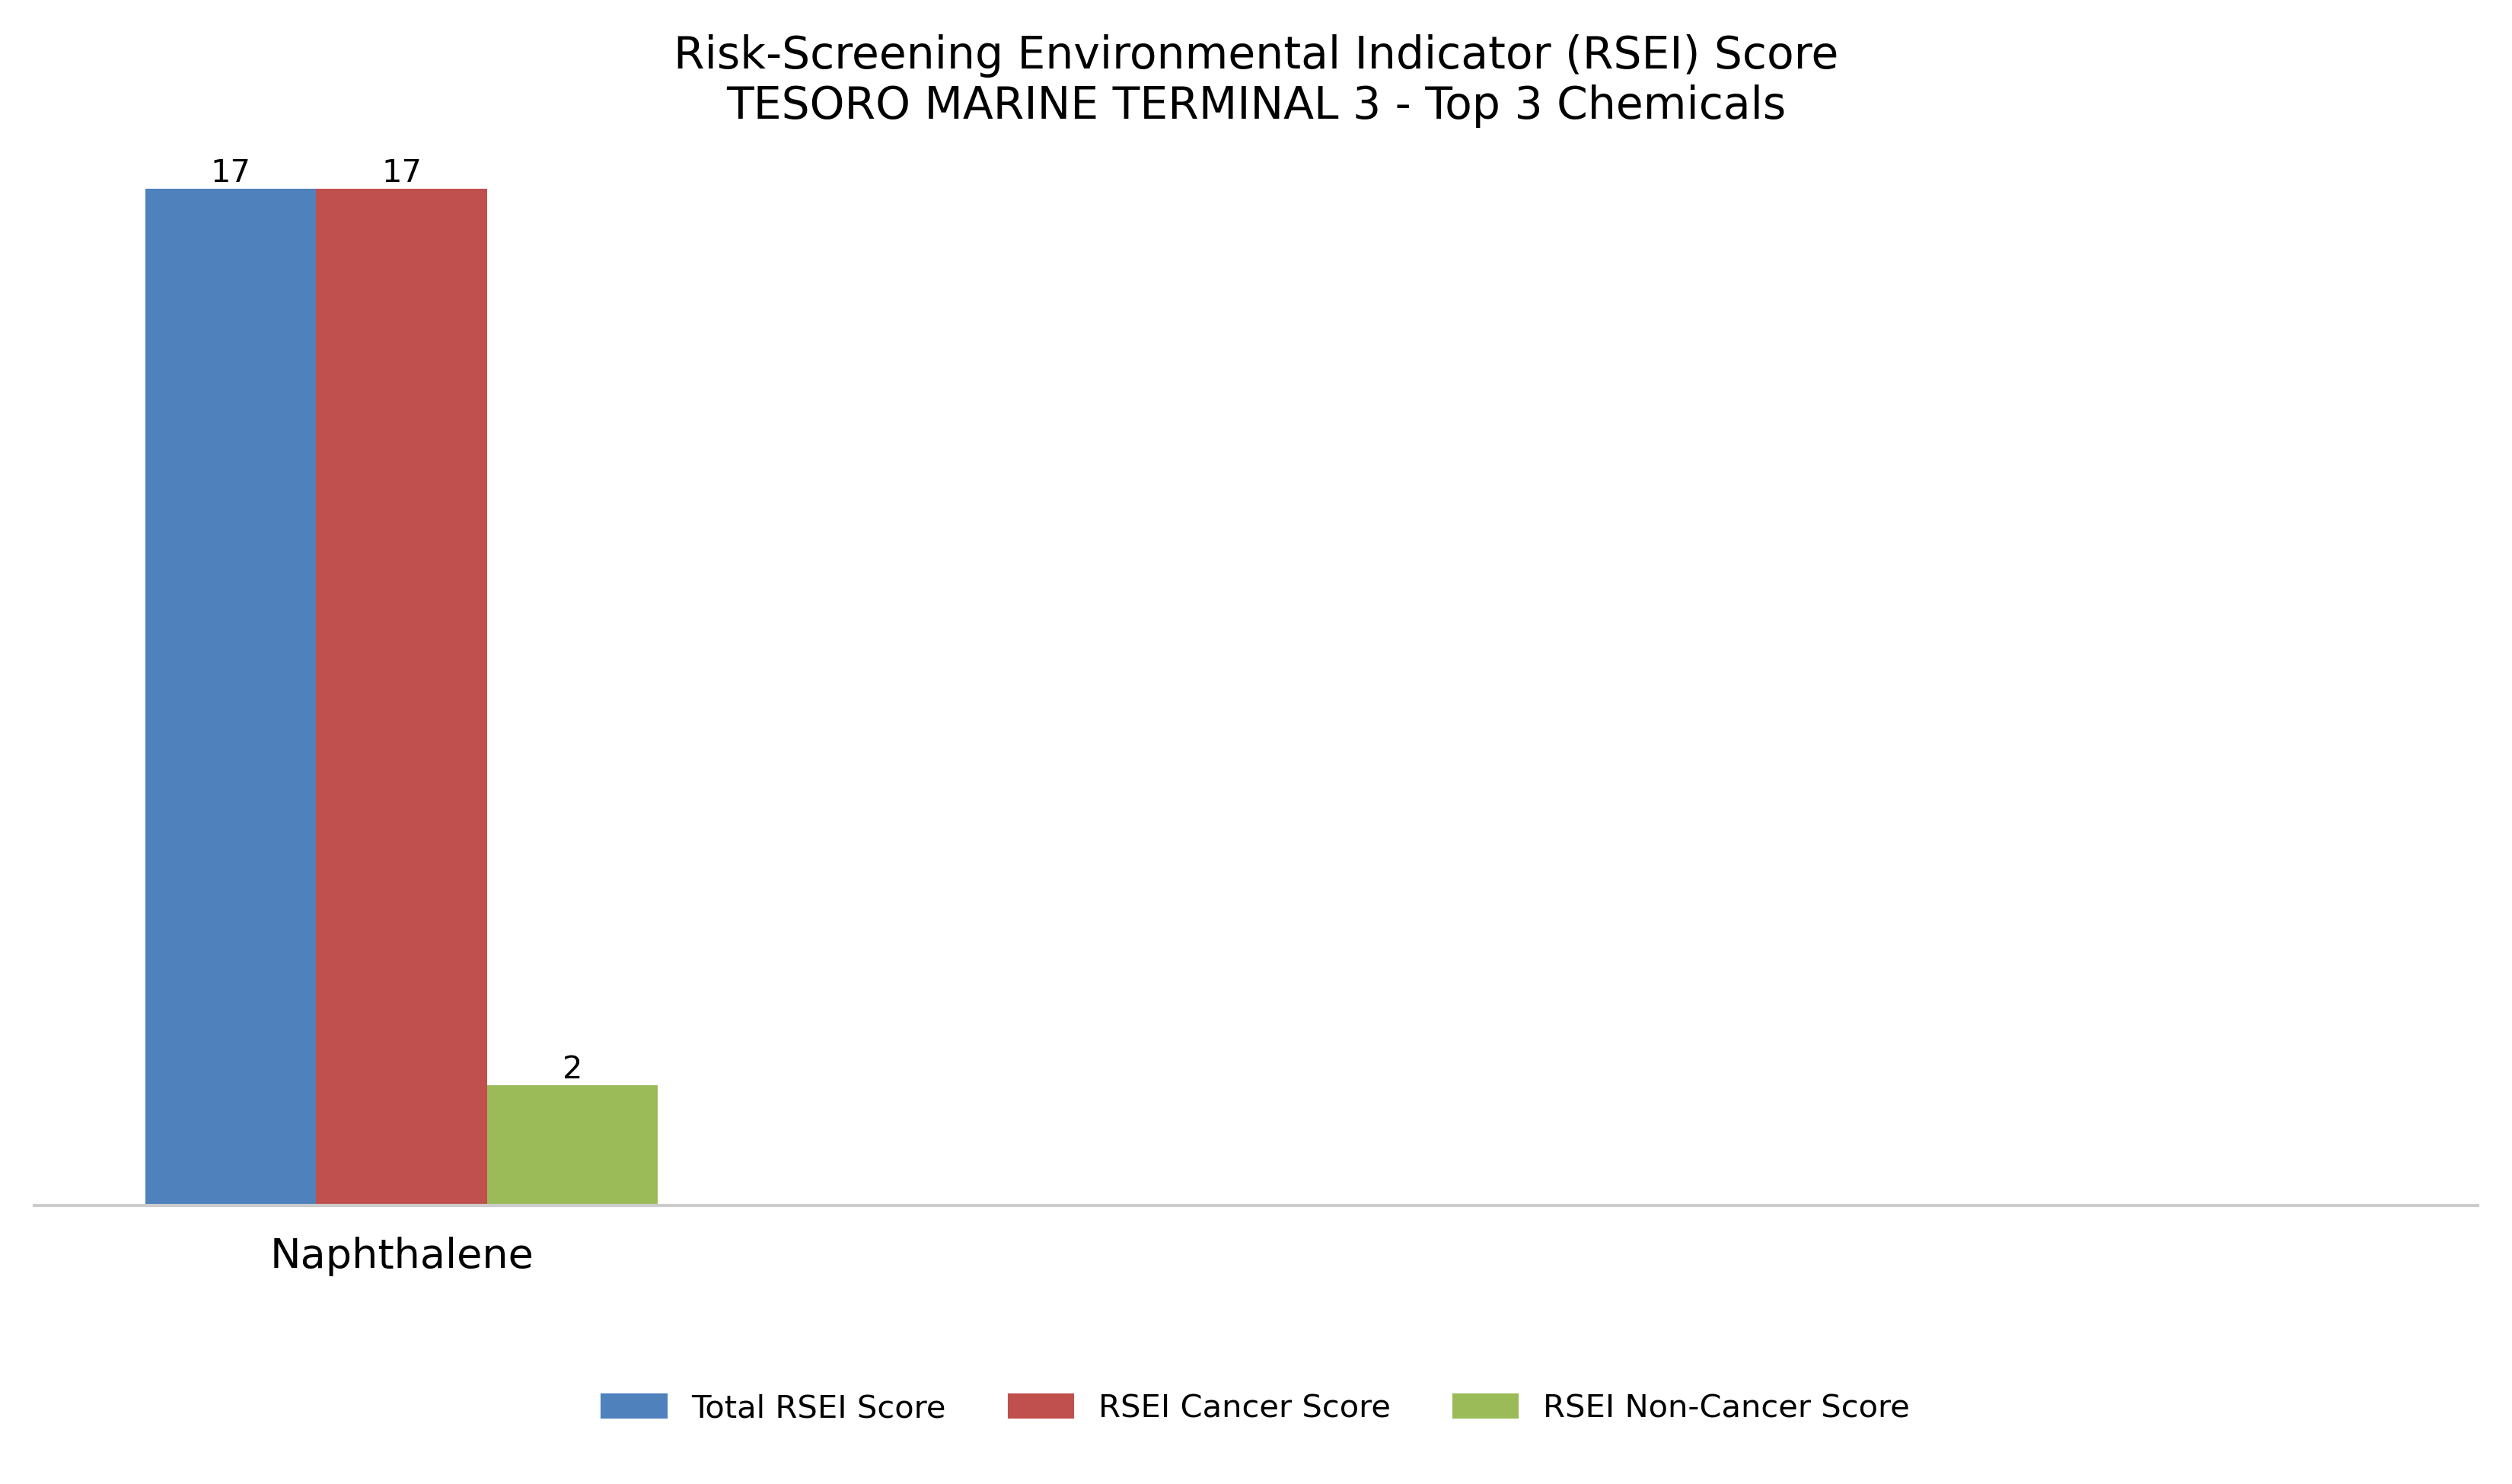 Risk-Screening Environmental Indicator (RSEI) Score
TESORO MARINE TERMINAL 3 - Top 3 Chemicals
17
17
2
Naphthalene
Total RSEI Score
RSEI Cancer Score
RSEI Non-Cancer Score